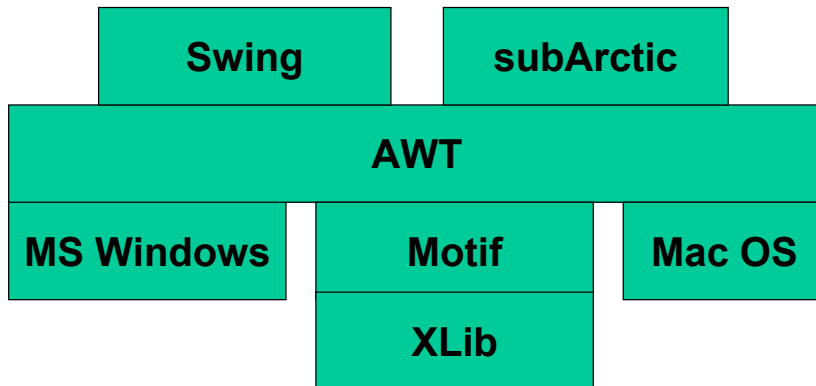 Swing
subArctic
AWT
MS Windows
Motif
Mac OS
XLib